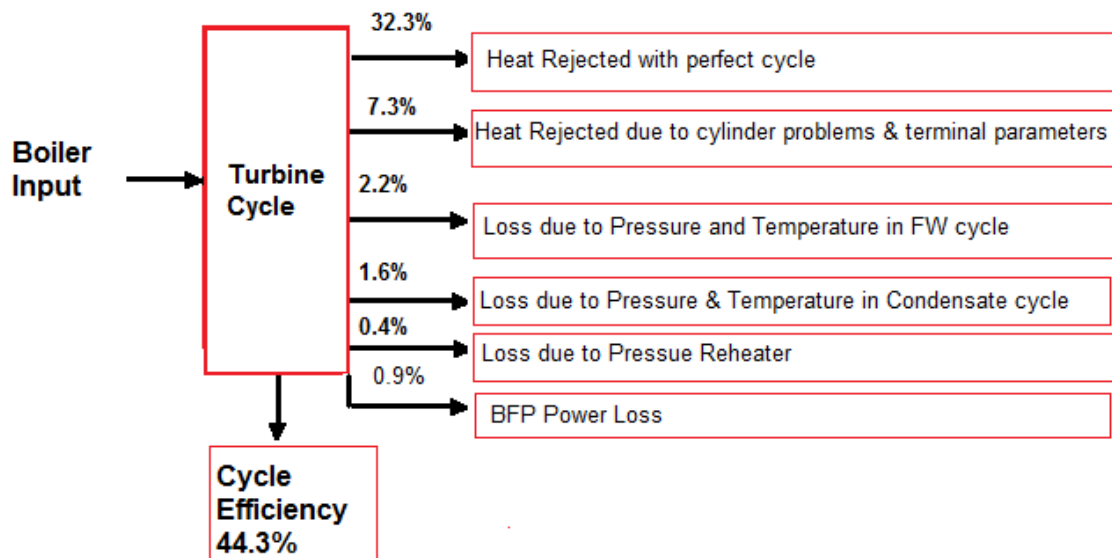 32.3%
Heat Rejected with perfect cycle
7.3%
Heat Rejected due to cylinder problems & terminal parameters
Boiler
Input
Turbine
Cycle
2.2%
Loss due to Pressure and Temperature in FW cycle
1.6%
Loss due to Pressure & Temperature in Condensate cycle
0.4%
Loss due to Pressue Reheater
0.9%
BFP Power Loss
Cycle
Efficiency
44.3%